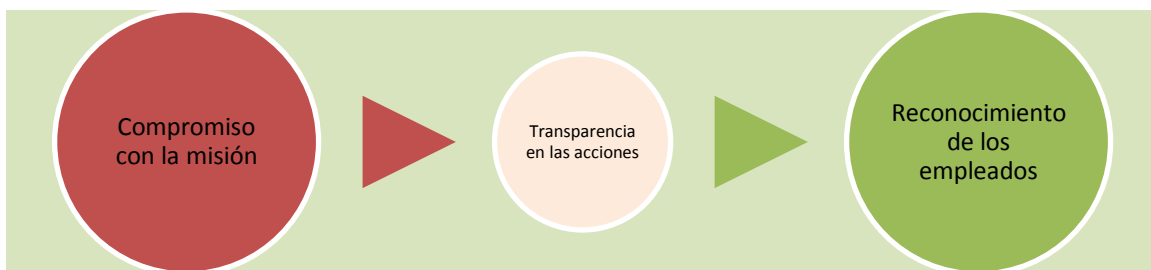 Compromiso
con la misión
Transparencia
en las acciones
Reconocimiento
de los
empleados